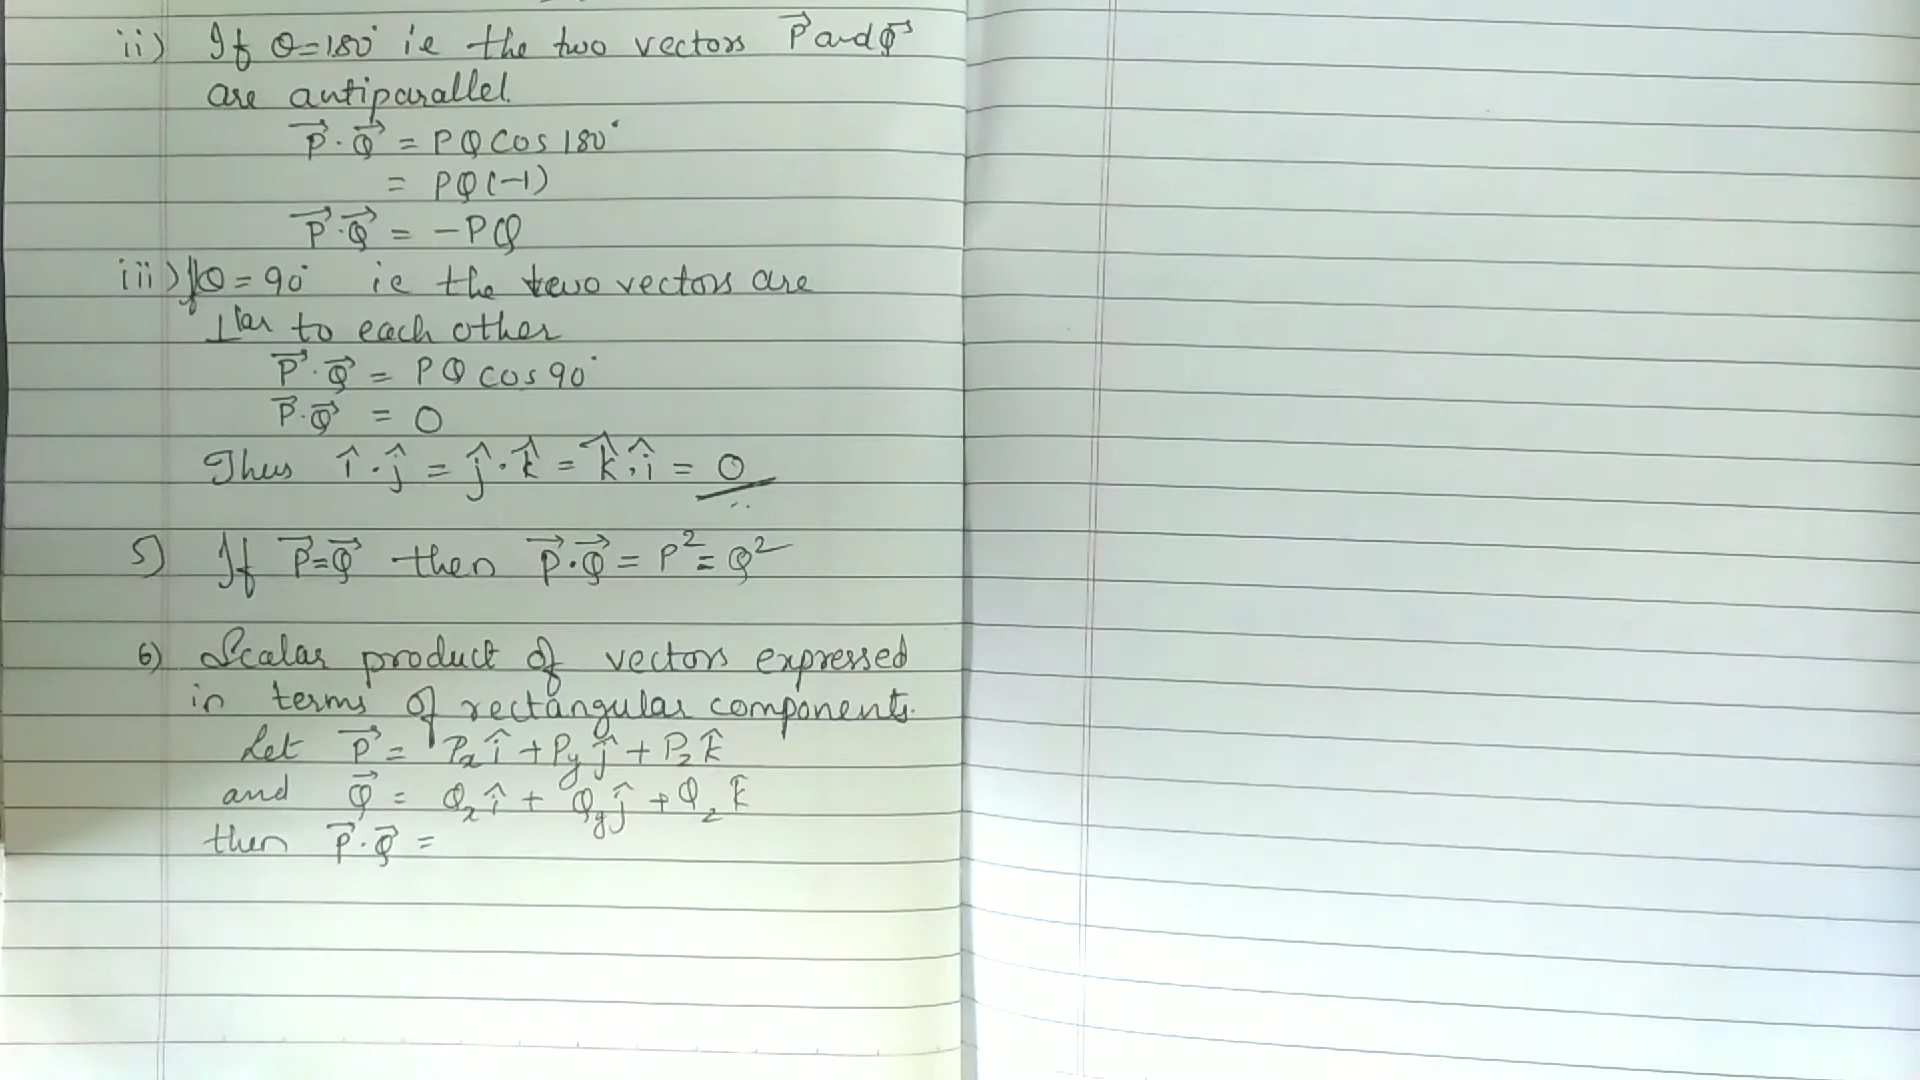 ii) If θ=180° ie the two vectors P⃗ and Q⃗
are antiparallel.
P⃗·Q⃗ = PQ cos 180°
= PQ(-1)
P⃗·Q⃗ = -PQ
iii) If θ = 90° ie the two vectors are
⊥lar to each other
P⃗·Q⃗ = PQ cos 90°
P⃗·Q⃗ = 0
Thus î·ĵ = ĵ·k̂ = k̂·î = 0
5) If P⃗=Q⃗ then P⃗·Q⃗ = P² = Q²
6) Scalar product of vectors expressed
in terms of rectangular components.
Let P⃗ = Pxî + Pyĵ + Pzk̂
and Q⃗ = Qxî + Qyĵ + Qzk̂
then P⃗·Q⃗ =